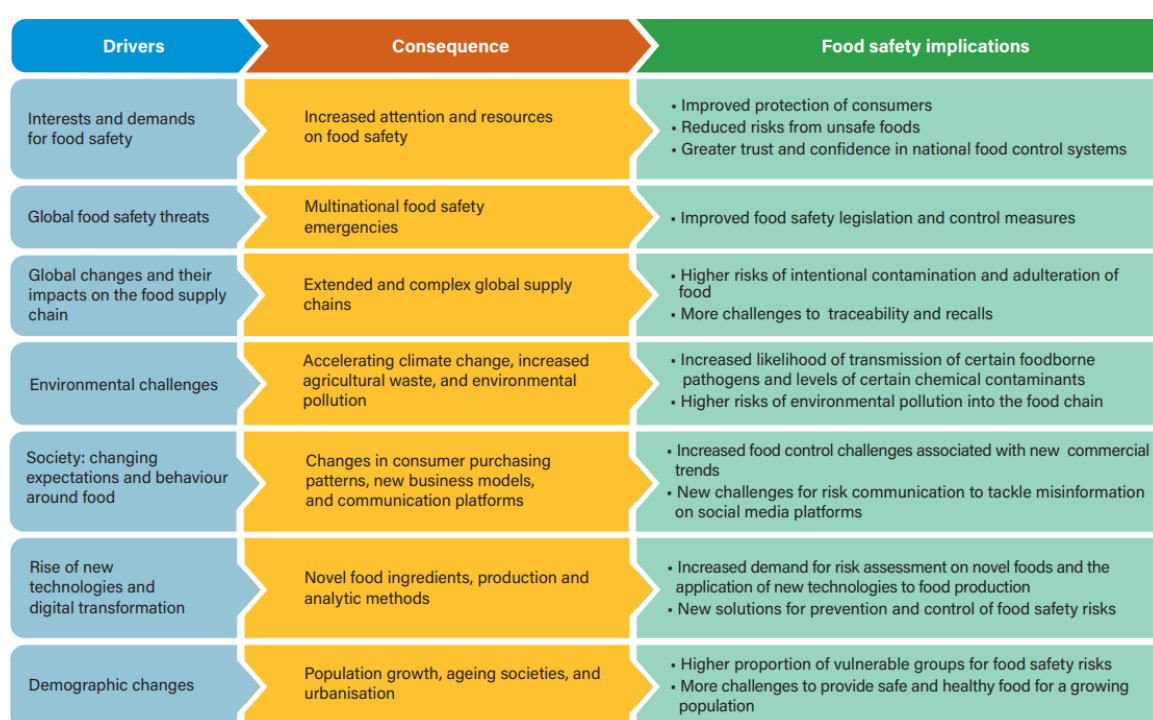 Drivers
Consequence
Food safety implications
Interests and demands
for food safety
Increased attention and resources
on food safety
▪ Improved protection of consumers
▪ Reduced risks from unsafe foods
▪ Greater trust and confidence in national food control systems
Global food safety threats
Multinational food safety
emergencies
▪ Improved food safety legislation and control measures
Global changes and their
impacts on the food supply
chain
Extended and complex global supply
chains
▪ Higher risks of intentional contamination and adulteration of
food
▪ More challenges to traceability and recalls
Environmental challenges
Accelerating climate change, increased
agricultural waste, and environmental
pollution
▪ Increased likelihood of transmission of certain foodborne
pathogens and levels of certain chemical contaminants
▪ Higher risks of environmental pollution into the food chain
Society: changing
expectations and behaviour
around food
Changes in consumer purchasing
patterns, new business models,
and communication platforms
▪ Increased food control challenges associated with new commercial
trends
▪ New challenges for risk communication to tackle misinformation
on social media platforms
Rise of new
technologies and
digital transformation
Novel food ingredients, production and
analytic methods
▪ Increased demand for risk assessment on novel foods and the
application of new technologies to food production
▪ New solutions for prevention and control of food safety risks
Demographic changes
Population growth, ageing societies, and
urbanisation
▪ Higher proportion of vulnerable groups for food safety risks
▪ More challenges to provide safe and healthy food for a growing
population